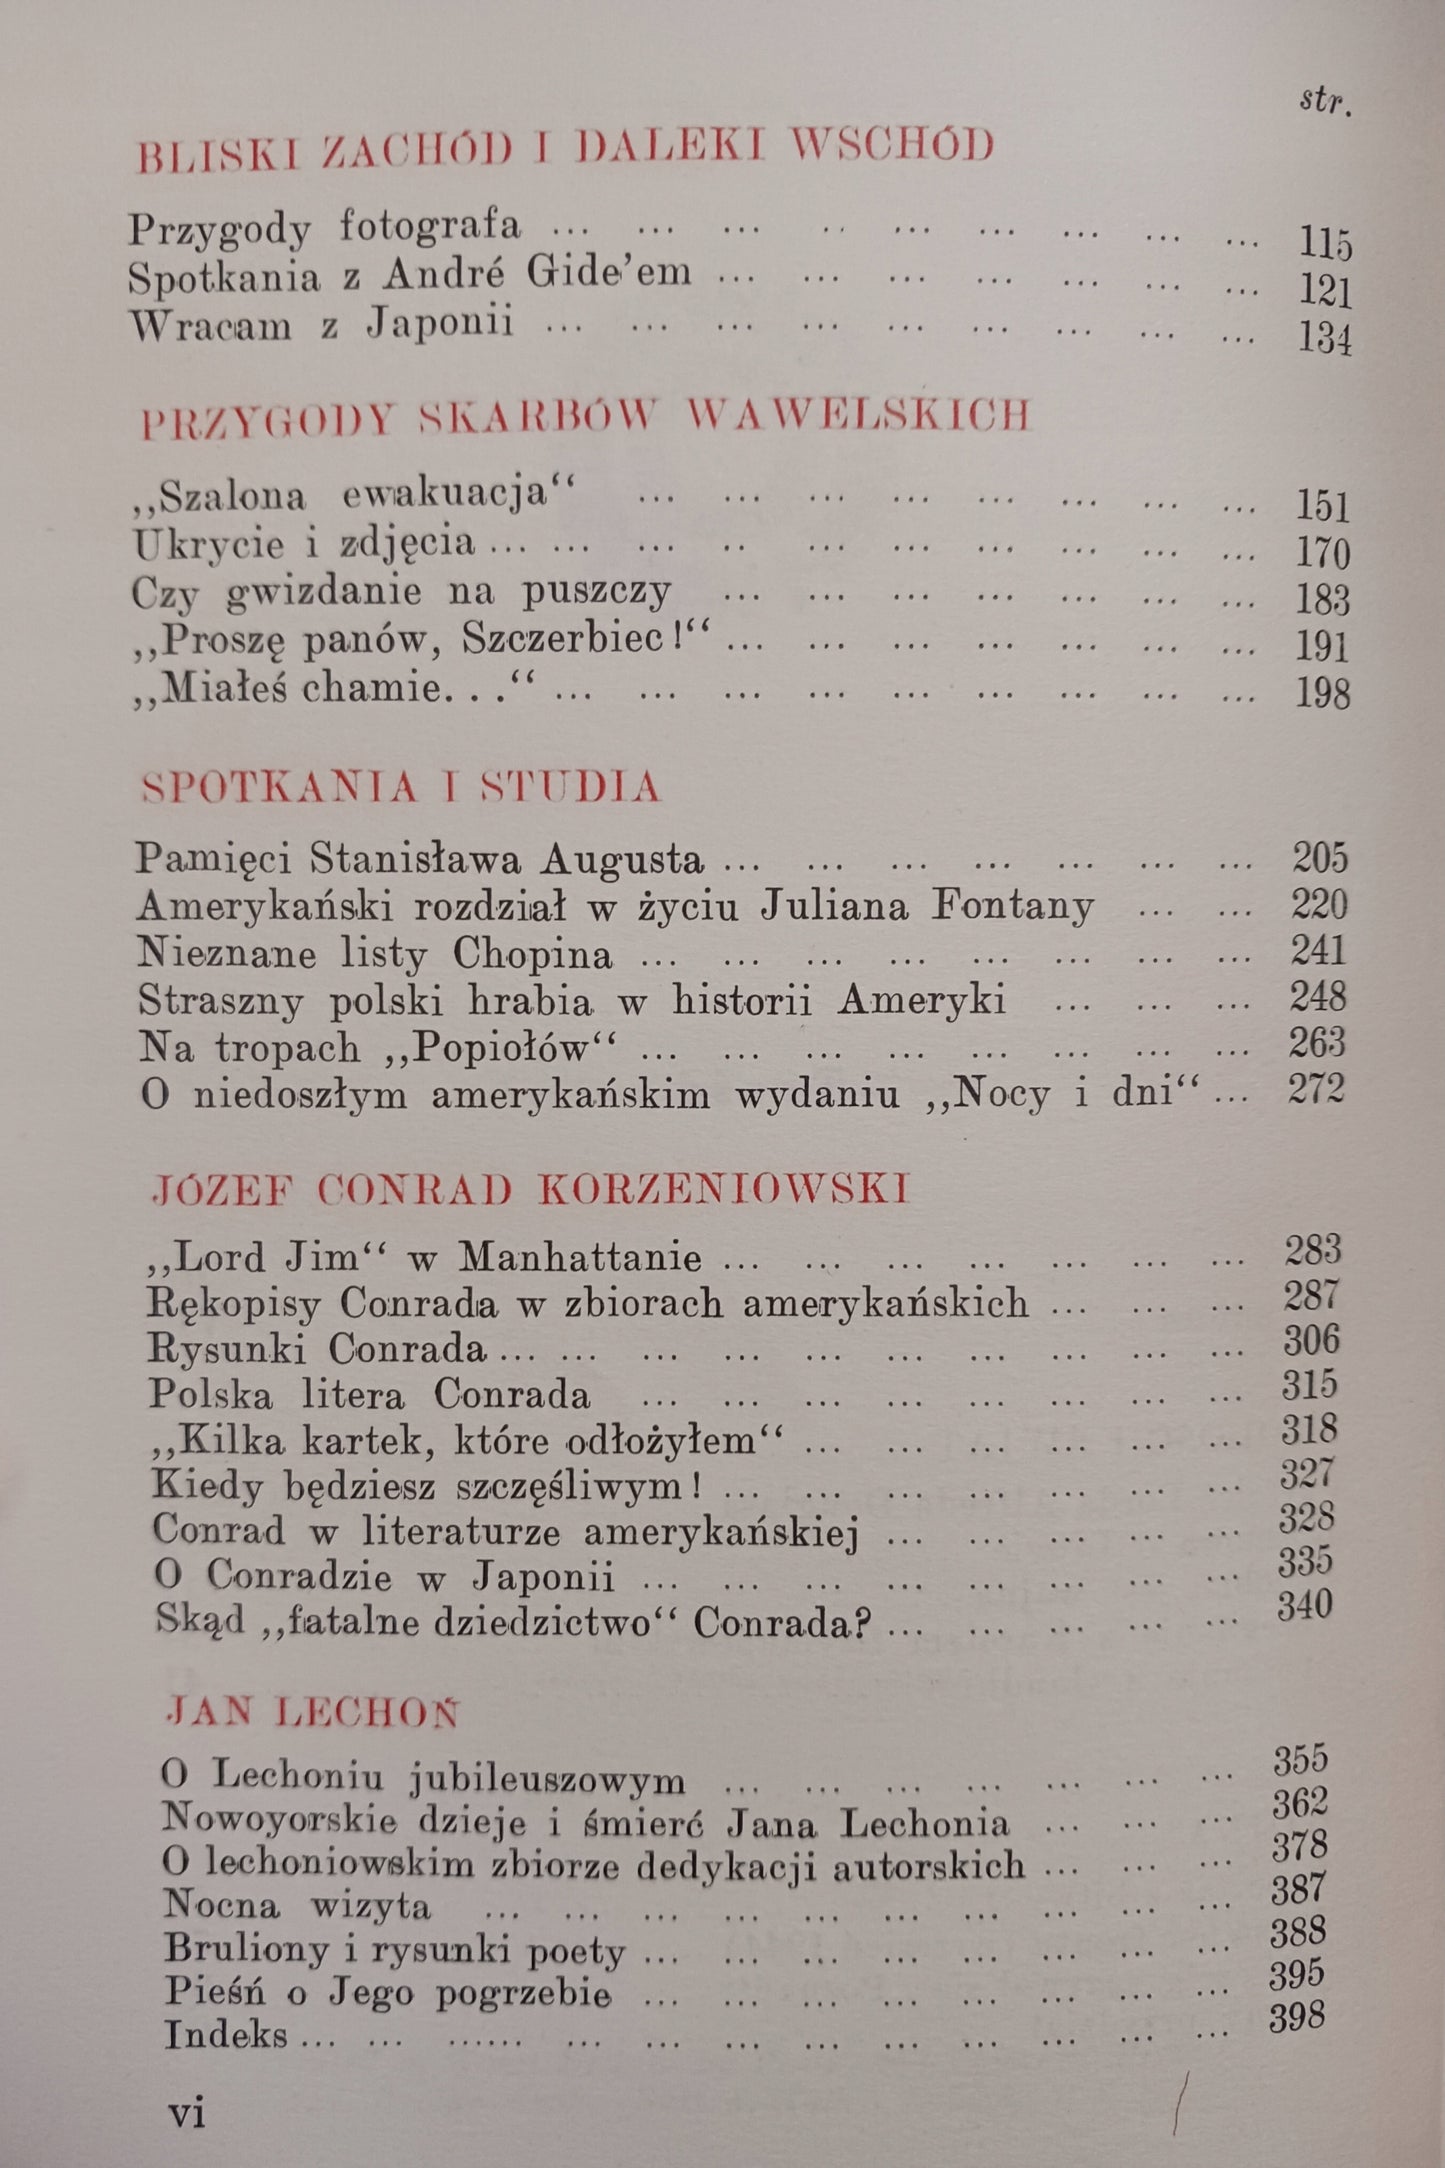 str.
BLISKI ZACHÓD I DALEKI WSCHÓD
Przygody fotografa ... ... ... .. ... ... ... ... ... 115
Spotkania z André Gide'em ... ... ... ... ... ... ... 121
Wracam z Japonii ... ... ... ... ... ... ... ... ... 134
PRZYGODY SKARBÓW WAWELSKICH
,,Szalona ewakuacja“ ... ... ... ... ... ... ... ... 151
Ukrycie i zdjęcia ... ... ... .. ... ... ... ... ... ... 170
Czy gwizdanie na puszczy ... ... ... ... ... ... ... 183
,,Proszę panów, Szczerbiec!“ ... ... ... ... ... ... ... 191
,,Miałeś chamie. . .“ ... ... ... ... ... ... ... ... ... 198
SPOTKANIA I STUDIA
Pamięci Stanisława Augusta ... ... ... ... ... ... ... 205
Amerykański rozdział w życiu Juliana Fontany ... ... 220
Nieznane listy Chopina ... ... ... ... ... ... ... ... 241
Straszny polski hrabia w historii Ameryki ... ... ... 248
Na tropach ,,Popiołów“ ... ... ... ... ... ... ... ... 263
O niedoszłym amerykańskim wydaniu ,,Nocy i dni“ ... 272
JÓZEF CONRAD KORZENIOWSKI
,,Lord Jim“ w Manhattanie ... ... ... ... ... ... ... 283
Rękopisy Conrada w zbiorach amerykańskich ... ... ... 287
Rysunki Conrada ... ... ... ... ... ... ... ... ... ... 306
Polska litera Conrada ... ... ... ... ... ... ... ... 315
,,Kilka kartek, które odłożyłem“ ... ... ... ... ... ... 318
Kiedy będziesz szczęśliwym! ... ... ... ... ... ... ... 327
Conrad w literaturze amerykańskiej ... ... ... ... ... 328
O Conradzie w Japonii ... ... ... ... ... ... ... ... 335
Skąd ,,fatalne dziedzictwo“ Conrada? ... ... ... ... ... 340
JAN LECHOŃ
O Lechoniu jubileuszowym ... ... ... ... ... ... ... 355
Nowoyorskie dzieje i śmierć Jana Lechonia ... ... ... 362
O lechoniowskim zbiorze dedykacji autorskich ... ... ... 378
Nocna wizyta ... ... ... ... ... ... ... ... ... ... 387
Bruliony i rysunki poety ... ... ... ... ... ... ... ... 388
Pieśń o Jego pogrzebie ... ... ... ... ... ... ... ... 395
Indeks ... ... ...... ... ... ... ... ... ... ... ... ... 398
vi